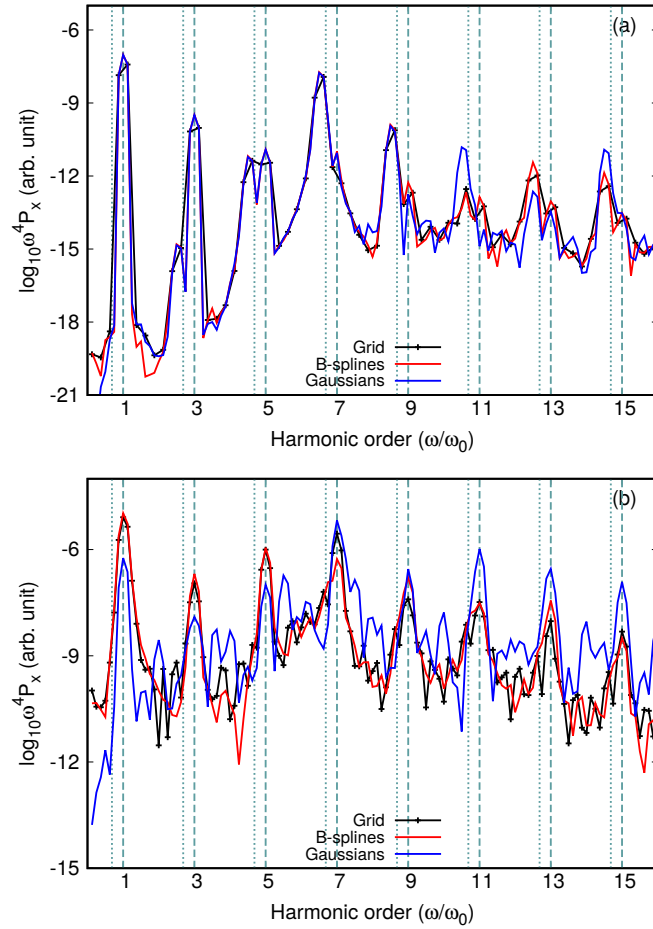 (a)
-6
-9
-12
-15
-18
-21
log₁₀ω⁴Pₓ (arb. unit)
Grid
B-splines
Gaussians
1 3 5 7 9 11 13 15
Harmonic order (ω/ω₀)
(b)
-6
-9
-12
-15
log₁₀ω⁴Pₓ (arb. unit)
Grid
B-splines
Gaussians
1 3 5 7 9 11 13 15
Harmonic order (ω/ω₀)